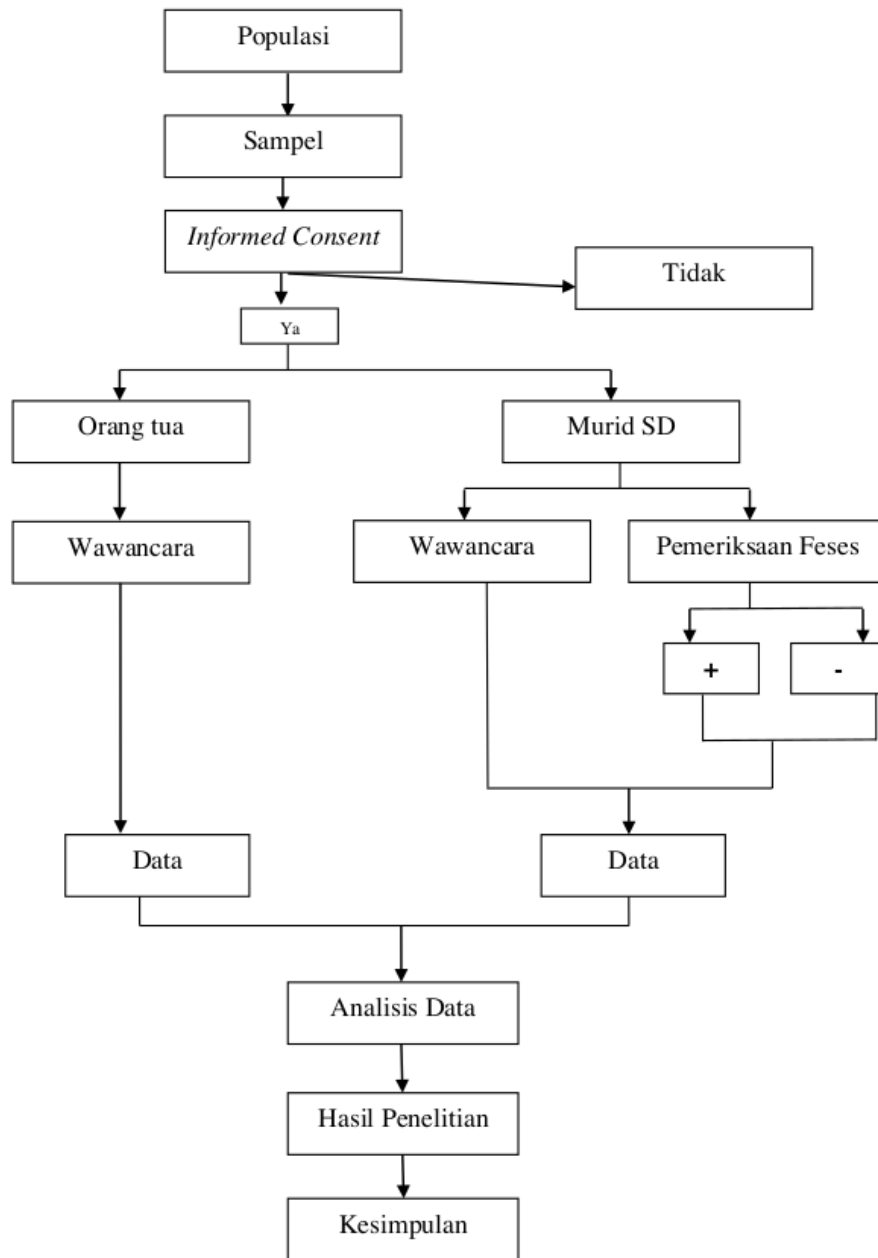 Populasi
Sampel
Informed Consent
Tidak
Ya
Orang tua
Murid SD
Wawancara
Wawancara
Pemeriksaan Feses
+
-
Data
Data
Analisis Data
Hasil Penelitian
Kesimpulan